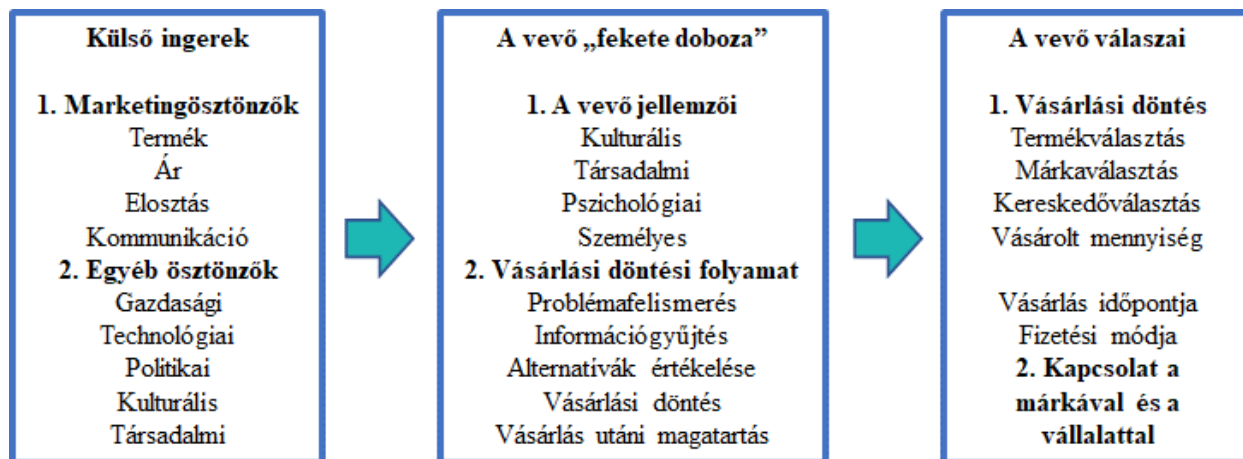 Külső ingerek
1. Marketingösztönzők
Termék
Ár
Elosztás
Kommunikáció
2. Egyéb ösztönzők
Gazdasági
Technológiai
Politikai
Kulturális
Társadalmi
A vevő „fekete doboza”
1. A vevő jellemzői
Kulturális
Társadalmi
Pszichológiai
Személyes
2. Vásárlási döntési folyamat
Problémafelismerés
Információgyűjtés
Alternatívák értékelése
Vásárlási döntés
Vásárlás utáni magatartás
A vevő válaszai
1. Vásárlási döntés
Termékválasztás
Márkaválasztás
Kereskedőválasztás
Vásárolt mennyiség
Vásárlás időpontja
Fizetési módja
2. Kapcsolat a
márkával és a
vállalattal